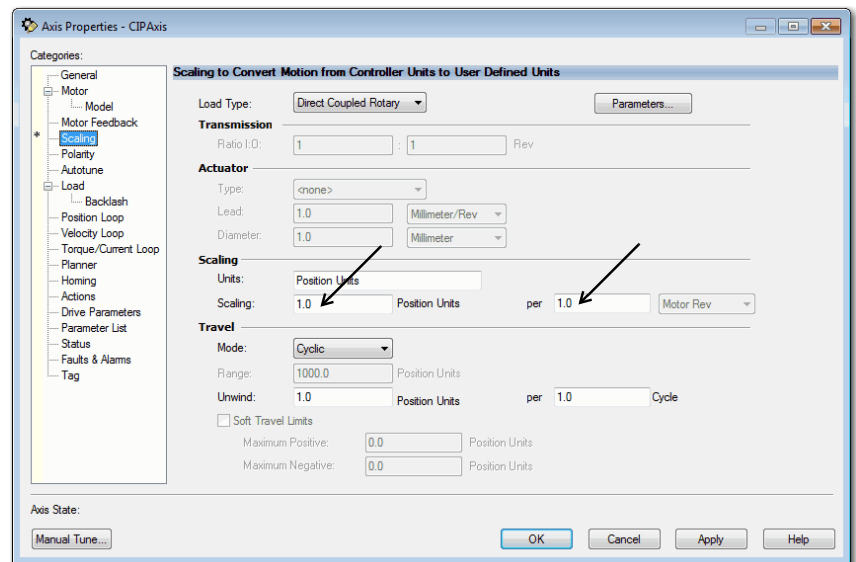 Axis Properties - CIPAxis
Categories:
General
Motor
Model
Motor Feedback
* Scaling
Polarity
Autotune
Load
Backlash
Position Loop
Velocity Loop
Torque/Current Loop
Planner
Homing
Actions
Drive Parameters
Parameter List
Status
Faults & Alarms
Tag
Scaling to Convert Motion from Controller Units to User Defined Units
Load Type: Direct Coupled Rotary Parameters...
Transmission
Ratio I:O: 1 : 1 Rev
Actuator
Type: <none>
Lead: 1.0 Millimeter/Rev
Diameter: 1.0 Millimeter
Scaling
Units: Position Units
Scaling: 1.0 Position Units per 1.0 Motor Rev
Travel
Mode: Cyclic
Range: 1000.0 Position Units
Unwind: 1.0 Position Units per 1.0 Cycle
Soft Travel Limits
Maximum Positive: 0.0 Position Units
Maximum Negative: 0.0 Position Units
Axis State:
Manual Tune... OK Cancel Apply Help